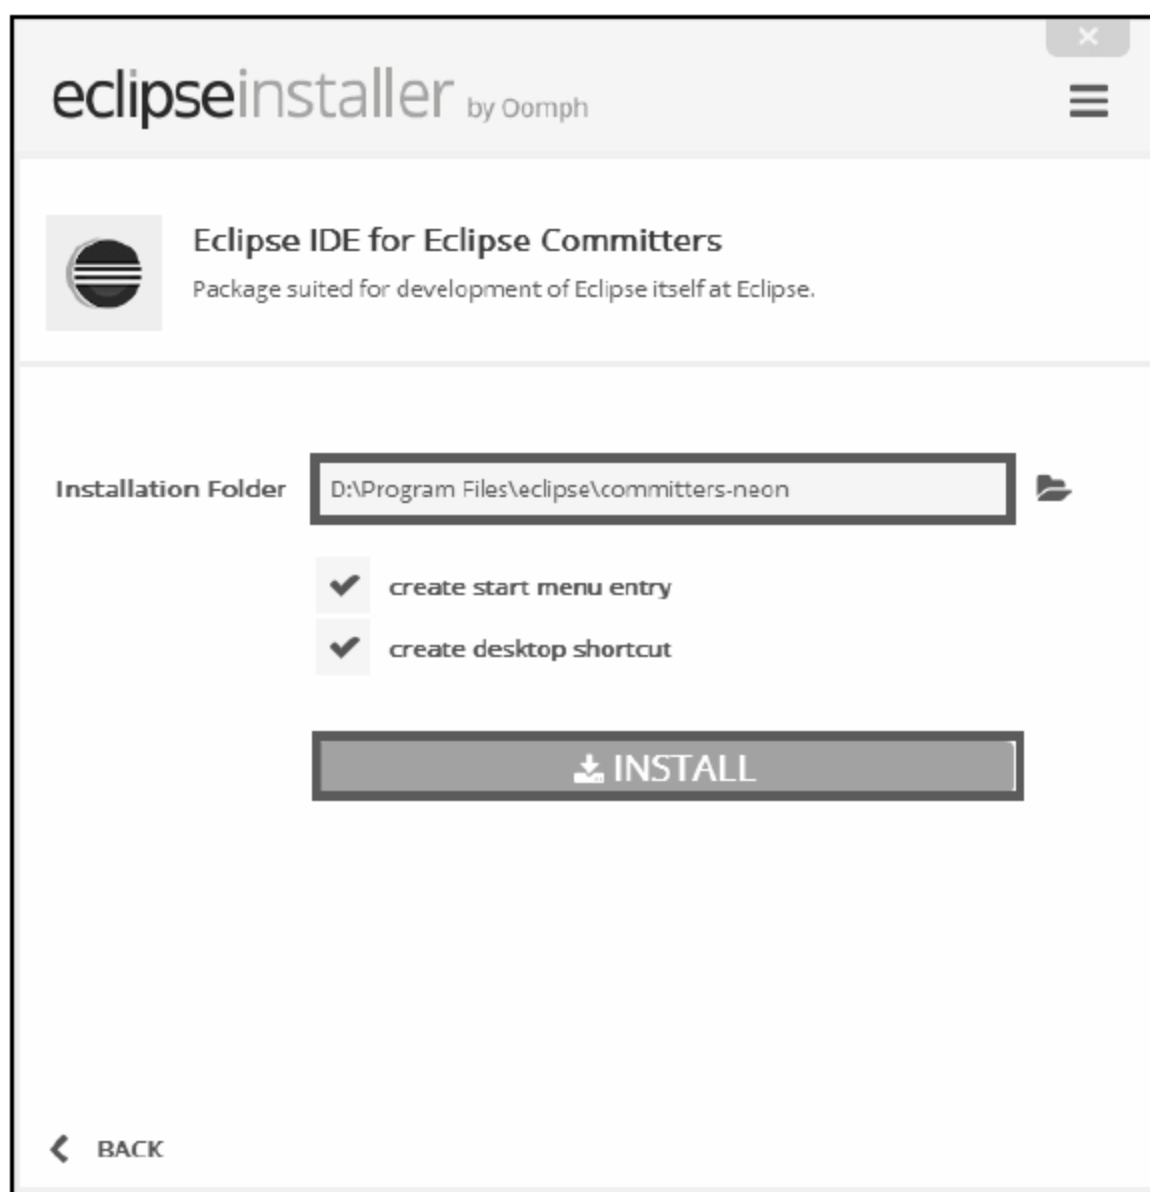 eclipseinstaller by Oomph
Eclipse IDE for Eclipse Committers
Package suited for development of Eclipse itself at Eclipse.
Installation Folder D:\Program Files\eclipse\committers-neon
create start menu entry
create desktop shortcut
INSTALL
BACK